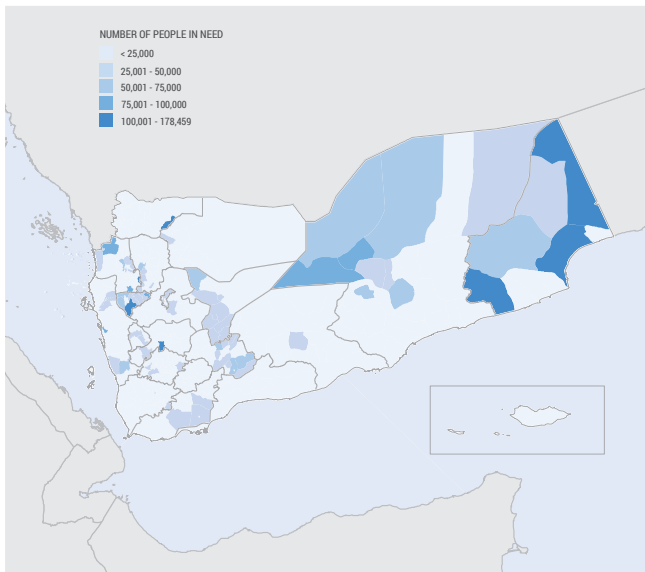 NUMBER OF PEOPLE IN NEED
< 25,000
25,001 - 50,000
50,001 - 75,000
75,001 - 100,000
100,001 - 178,459